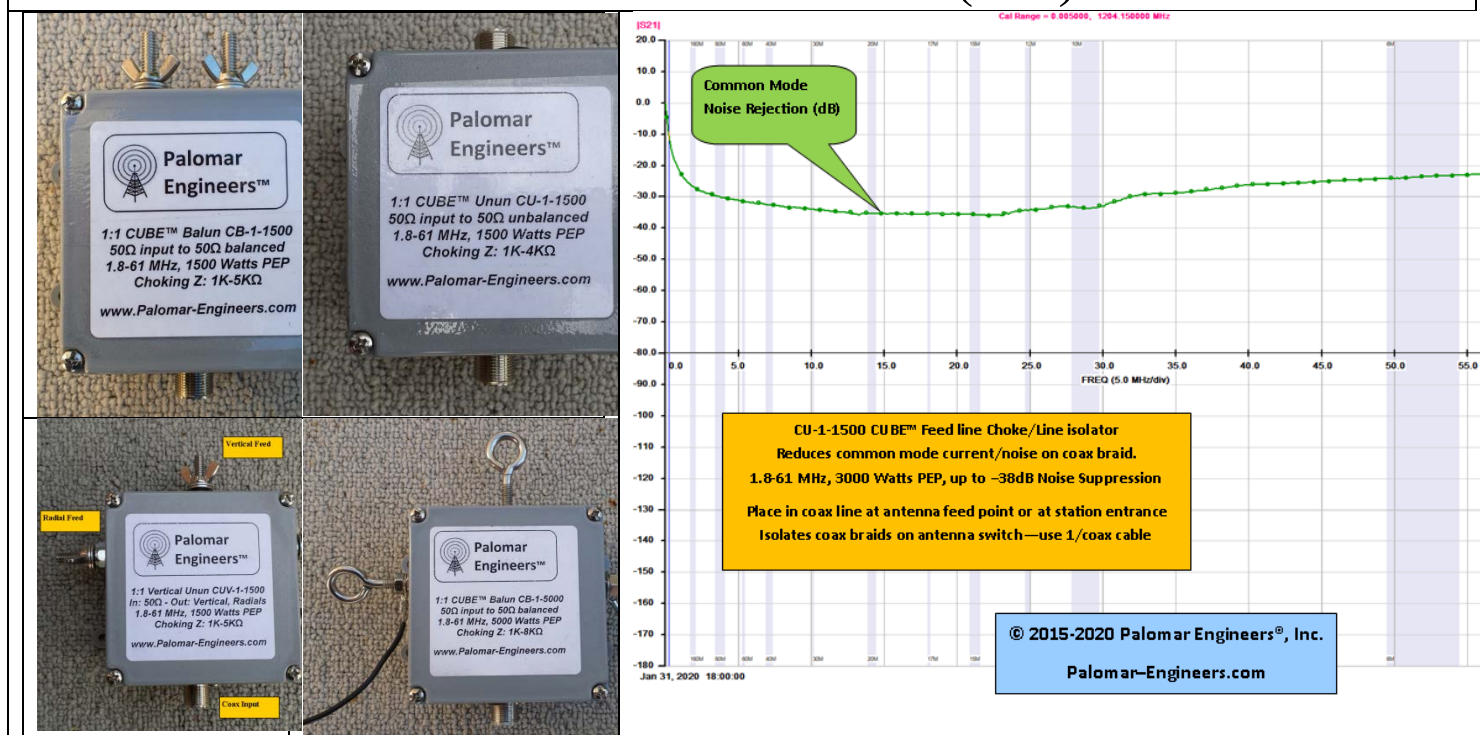 Palomar
Engineers™
1:1 CUBE™ Balun CB-1-1500
50Ω input to 50Ω balanced
1.8-61 MHz, 1500 Watts PEP
Choking Z: 1K-5KΩ
www.Palomar-Engineers.com
Palomar
Engineers™
1:1 CUBE™ Unun CU-1-1500
50Ω input to 50Ω unbalanced
1.8-61 MHz, 1500 Watts PEP
Choking Z: 1K-4KΩ
www.Palomar-Engineers.com
Vertical Feed
Radial Feed
Palomar
Engineers™
1:1 Vertical Unun CUV-1-1500
In: 50Ω - Out: Vertical, Radials
1.8-61 MHz, 1500 Watts PEP
Choking Z: 1K-5KΩ
www.Palomar-Engineers.com
Coax Input
Palomar
Engineers™
1:1 CUBE™ Balun CB-1-5000
50Ω input to 50Ω balanced
1.8-61 MHz, 5000 Watts PEP
Choking Z: 1K-8KΩ
www.Palomar-Engineers.com
Cal Range = 0.005000, 1204.150000 MHz
|S21|
160M 80M 60M 40M 30M 20M 17M 15M 12M 10M 6M
20.0
10.0
0.0
-10.0
-20.0
-30.0
-40.0
-50.0
-60.0
-70.0
-80.0
-90.0
-100
-110
-120
-130
-140
-150
-160
-170
-180
Common Mode
Noise Rejection (dB)
0.0 5.0 10.0 15.0 20.0 25.0 30.0 35.0 40.0 45.0 50.0 55.0
FREQ (5.0 MHz/div)
CU-1-1500 CUBE™ Feed line Choke/Line isolator
Reduces common mode current/noise on coax braid.
1.8-61 MHz, 3000 Watts PEP, up to –38dB Noise Suppression
Place in coax line at antenna feed point or at station entrance
Isolates coax braids on antenna switch—use 1/coax cable
© 2015-2020 Palomar Engineers®, Inc.
Palomar–Engineers.com
160M 80M 60M 40M 30M 20M 17M 15M 6M
Jan 31, 2020 18:00:00